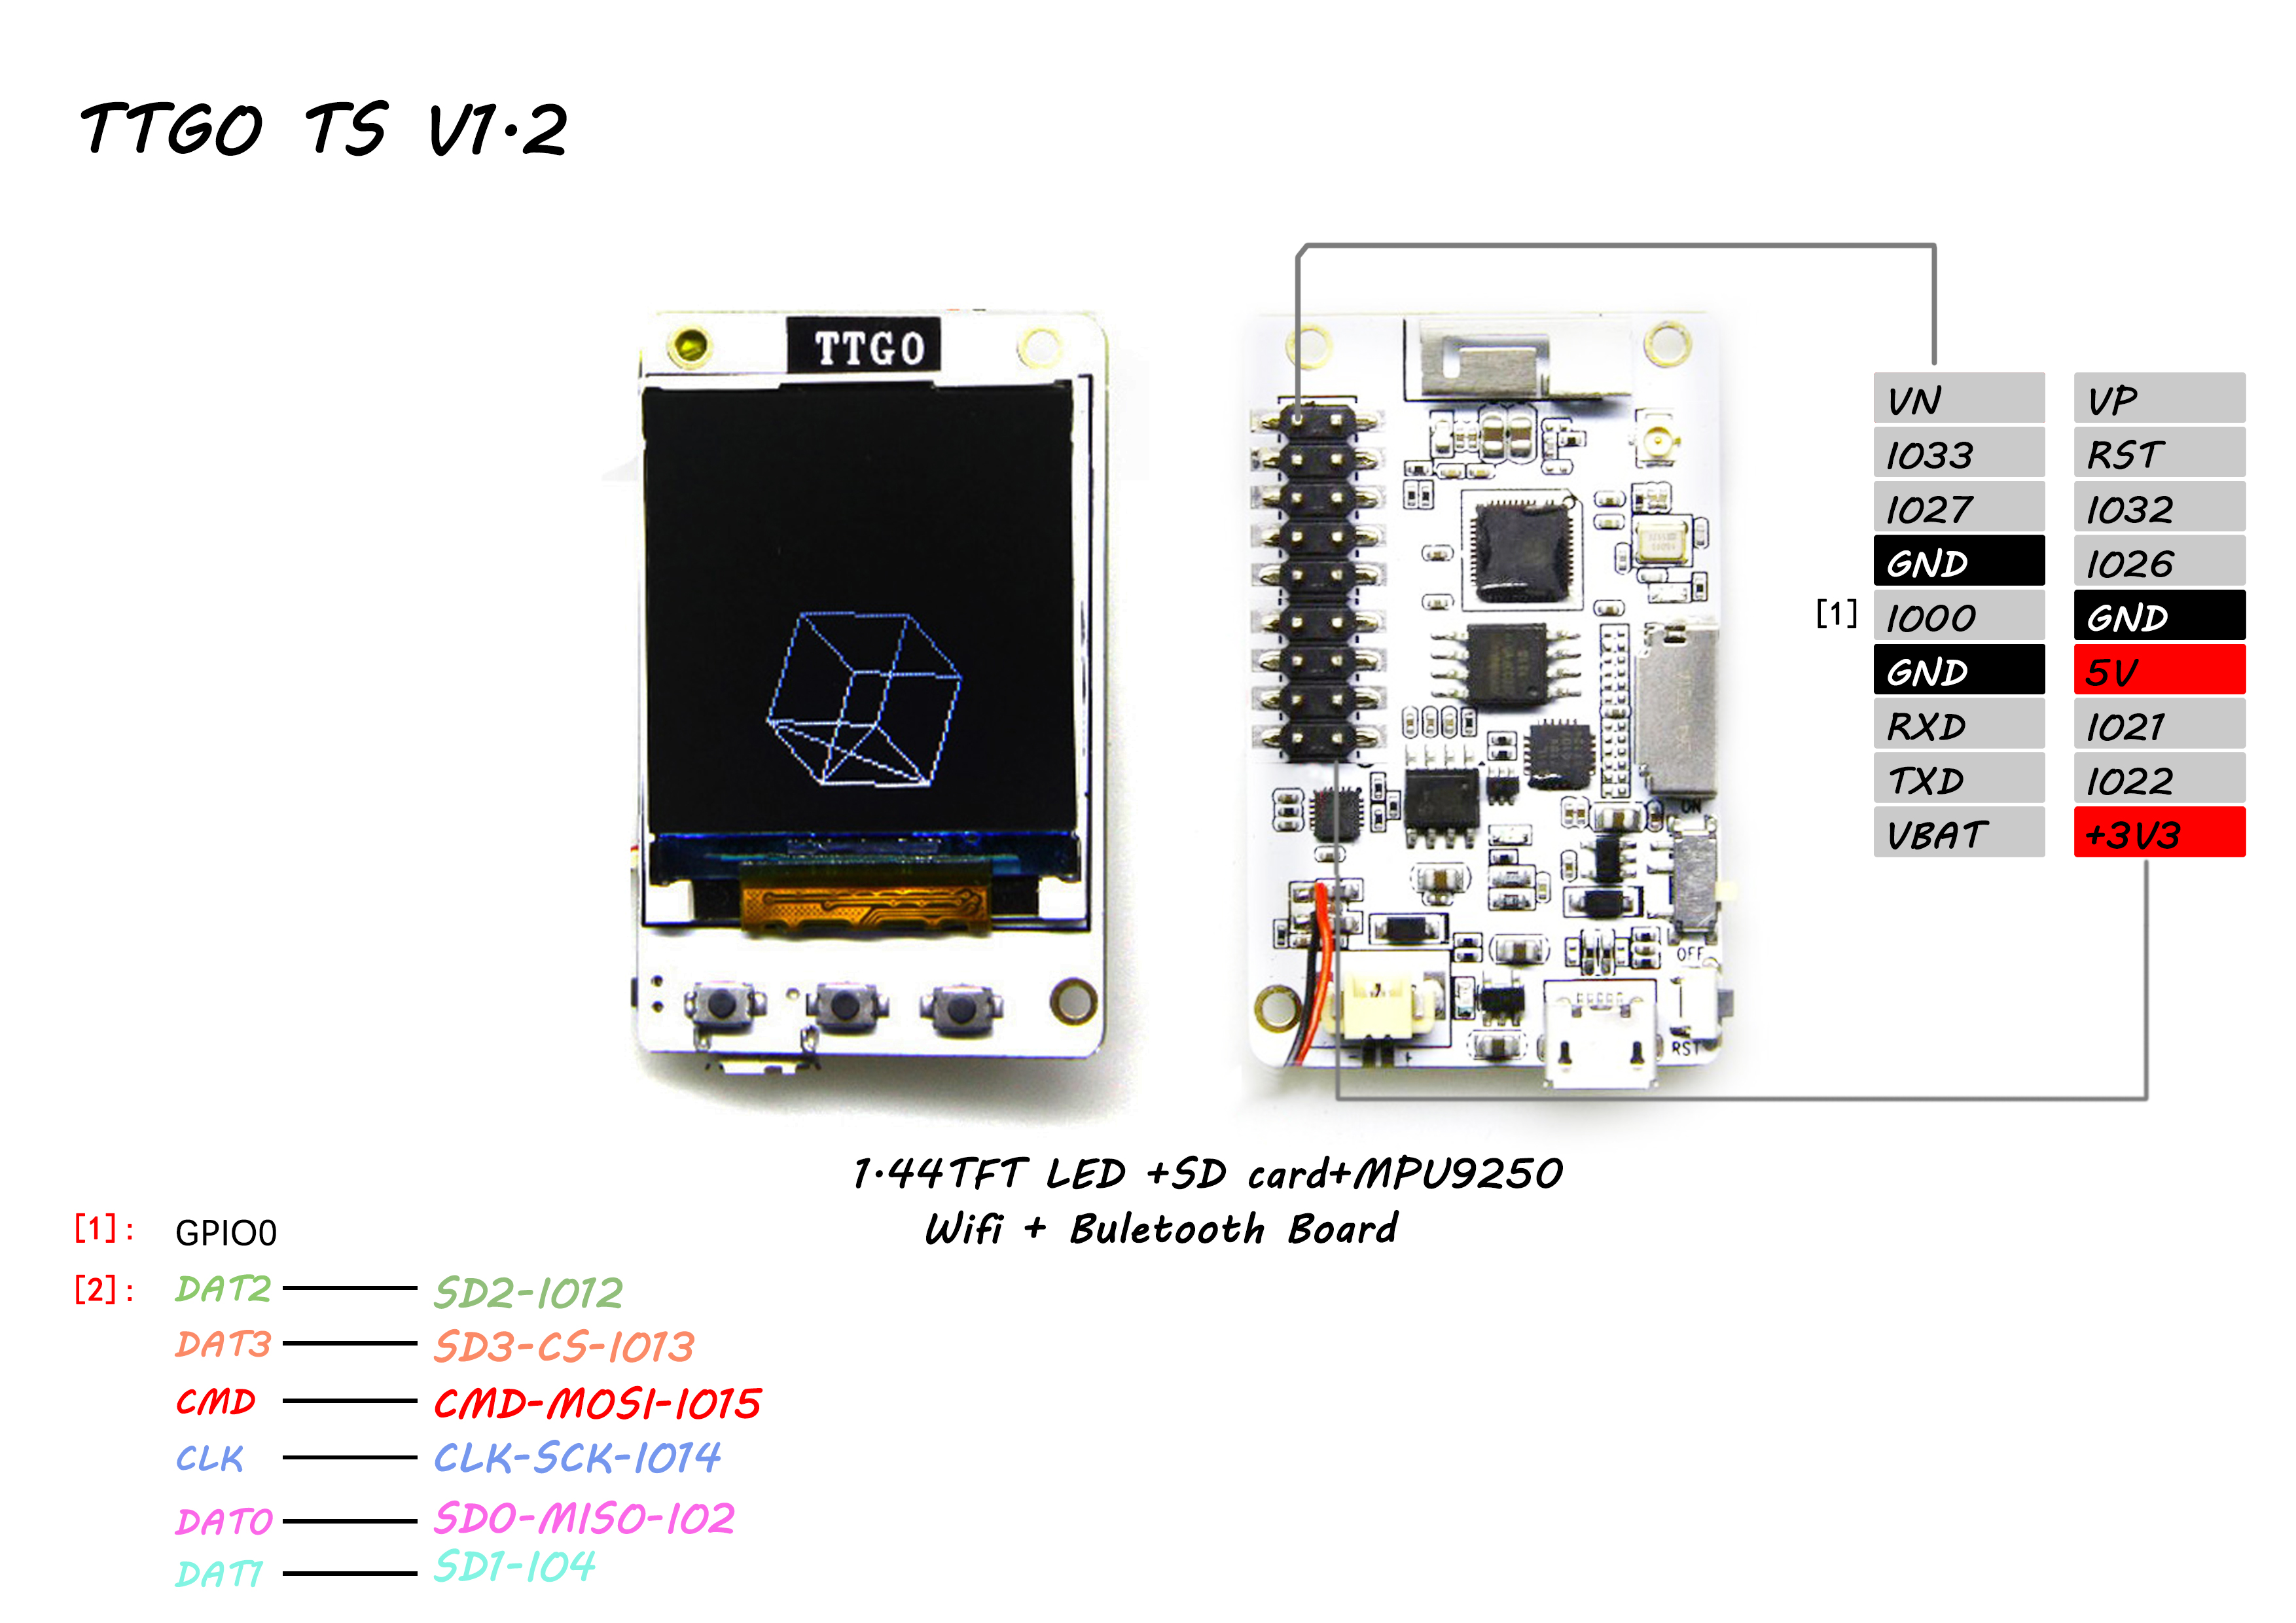 TTGO TS V1.2
TTGO
VN VP
IO33 RST
IO27 IO32
GND IO26
[1] IO00 GND
GND 5V
RXD IO21
TXD IO22
VBAT +3V3
ON
OFF
RST
- +
1.44TFT LED +SD card+MPU9250
Wifi + Buletooth Board
[1]: GPIO0
[2]: DAT2 SD2-IO12
DAT3 SD3-CS-IO13
CMD CMD-MOSI-IO15
CLK CLK-SCK-IO14
DAT0 SD0-MISO-IO2
DAT1 SD1-IO4